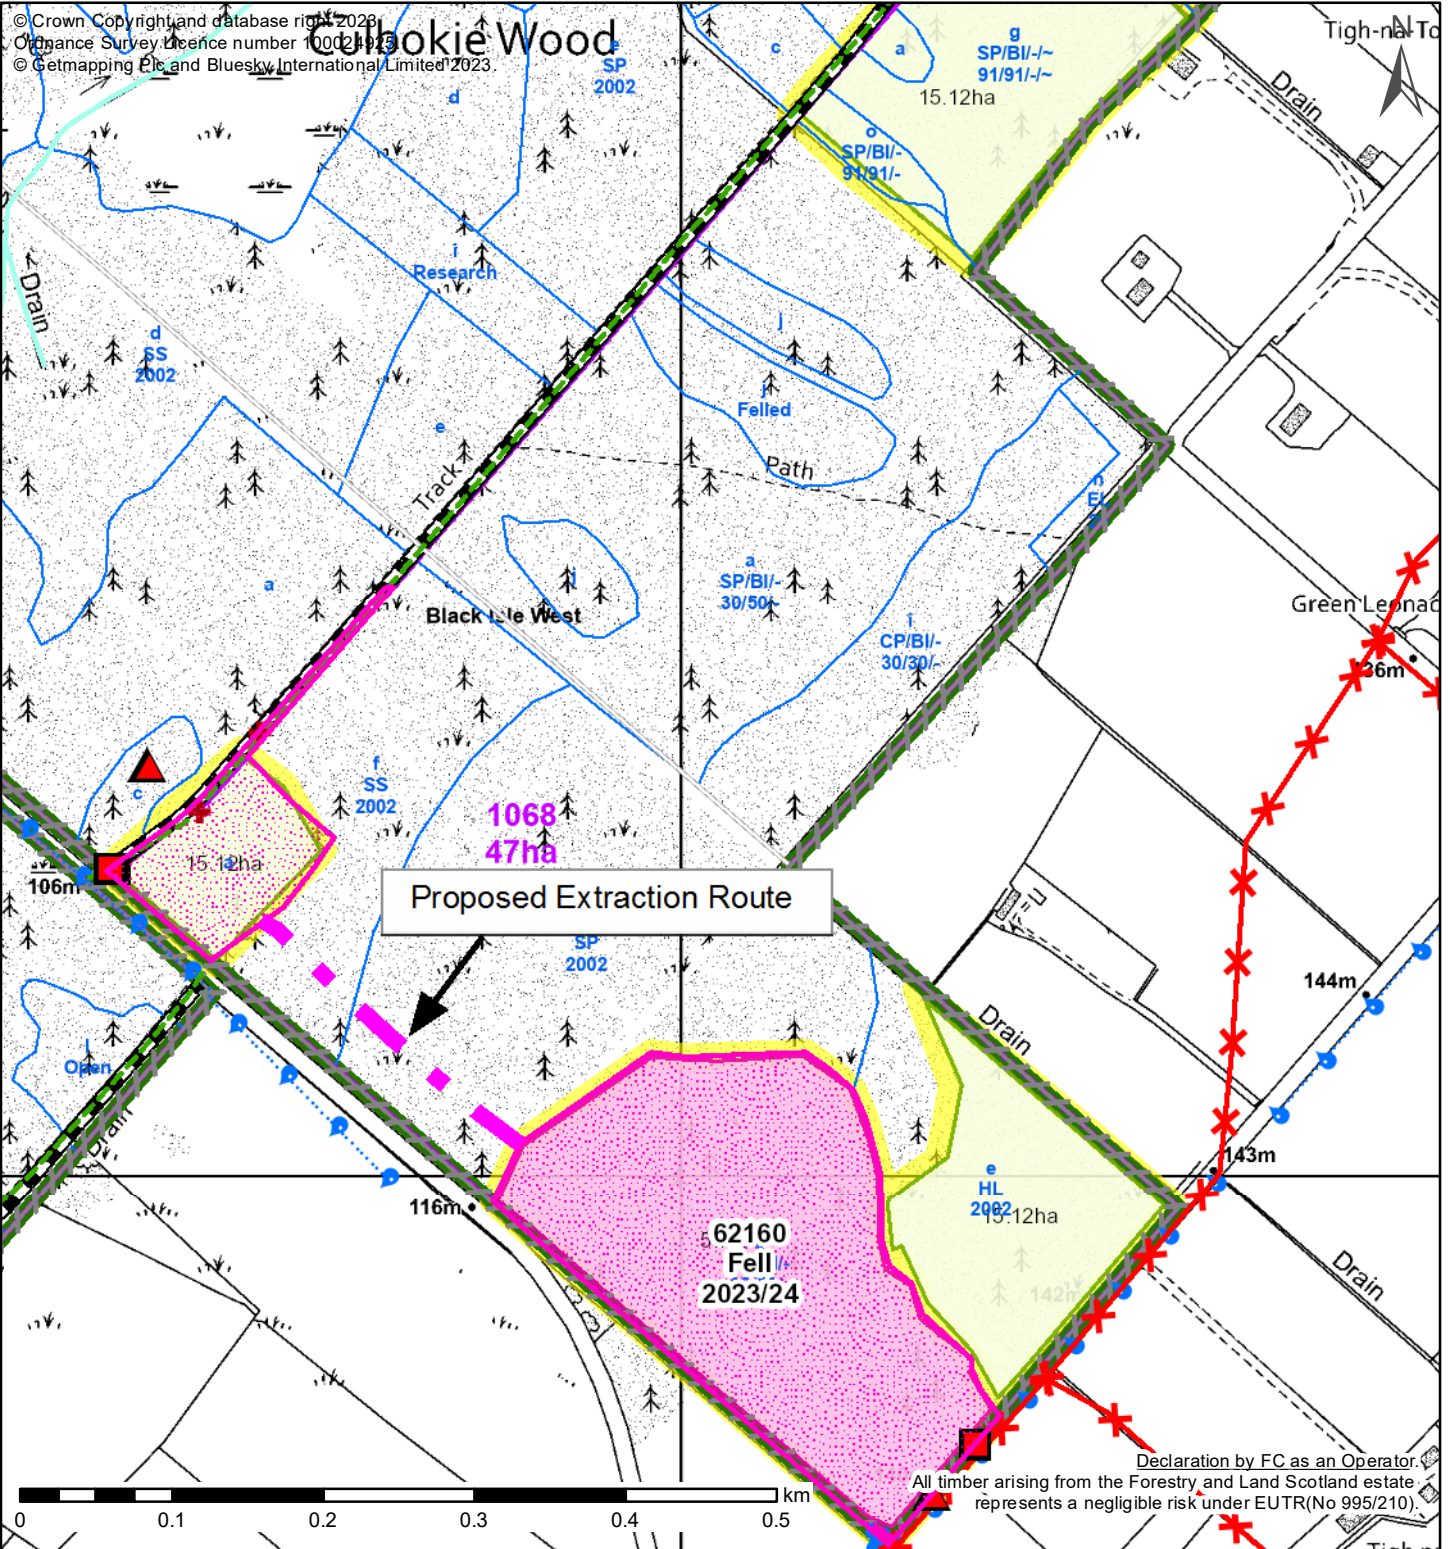 © Crown Copyright and database right 2023.
Ordnance Survey Licence number 100024925.
© Getmapping Plc and Bluesky International Limited 2023.
Culbokie Wood
N
e
SP
2002
c
a
g
SP/BI/-/~
91/91/-/~
15.12ha
Drain
d
o
SP/BI/-
91/91/-
i
Research
Drain
d
SS
2002
j
j
Felled
e
Track
Path
n
a
a
SP/BI/-
30/50/-
j
Black Isle West
i
CP/BI/-
30/30/-
136m
c
f
SS
2002
1068
47ha
106m
15.12ha
a
Proposed Extraction Route
SP
2002
144m
Drain
l
Open
Drain
143m
116m
e
HL
2002
15.12ha
62160
Fell
2023/24
142m
Drain
Declaration by FC as an Operator.
All timber arising from the Forestry and Land Scotland estate
represents a negligible risk under EUTR(No 995/210).
km
0 0.1 0.2 0.3 0.4 0.5